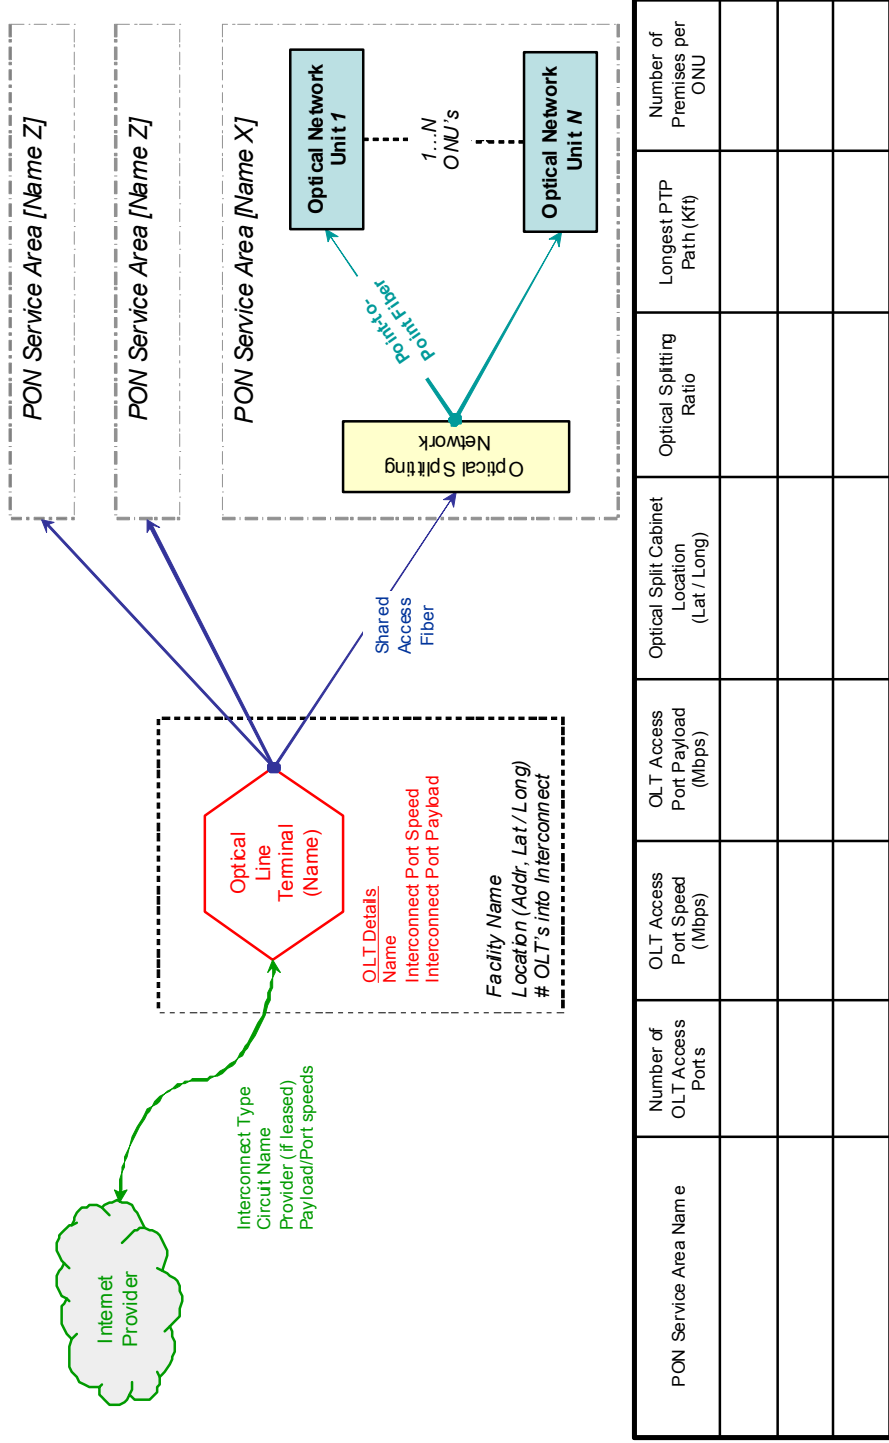 Internet
Provider
Interconnect Type
Circuit Name
Provider (if leased)
Payload/Port speeds
Optical
Line
Terminal
(Name)
OLT Details
Name
Interconnect Port Speed
Interconnect Port Payload
Facility Name
Location (Addr, Lat / Long)
# OLT's into Interconnect
Shared
Access
Fiber
PON Service Area [Name Z]
PON Service Area [Name Z]
PON Service Area [Name X]
Optical Splitting
Network
Point-to-
Point Fiber
Optical Network
Unit 1
1...N
ONU's
Optical Network
Unit N
PON Service Area Name
Number of
OLT Access
Ports
OLT Access
Port Speed
(Mbps)
OLT Access
Port Payload
(Mbps)
Optical Split Cabinet
Location
(Lat / Long)
Optical Splitting
Ratio
Longest PTP
Path (Kft)
Number of
Premises per
ONU